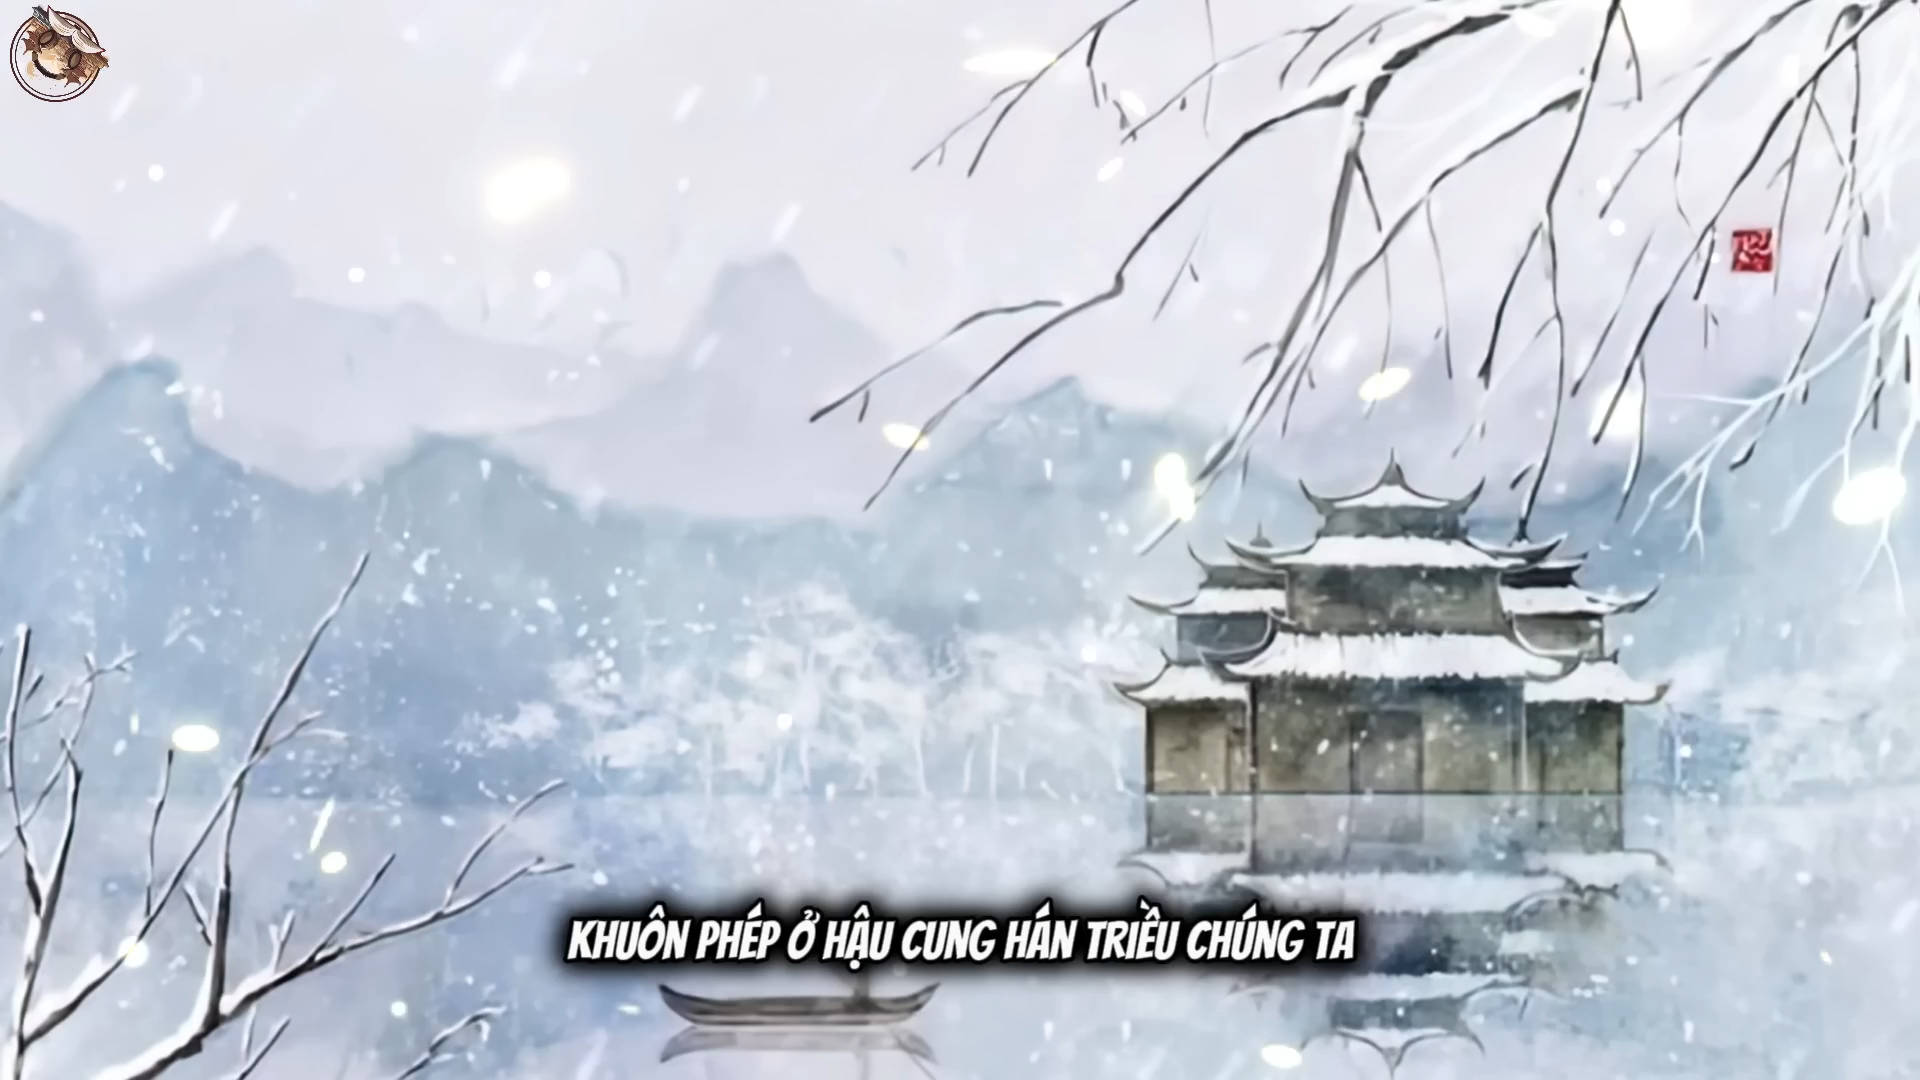 KHUÔN PHÉP Ở HẬU CUNG HÁN TRIỀU CHÚNG TA